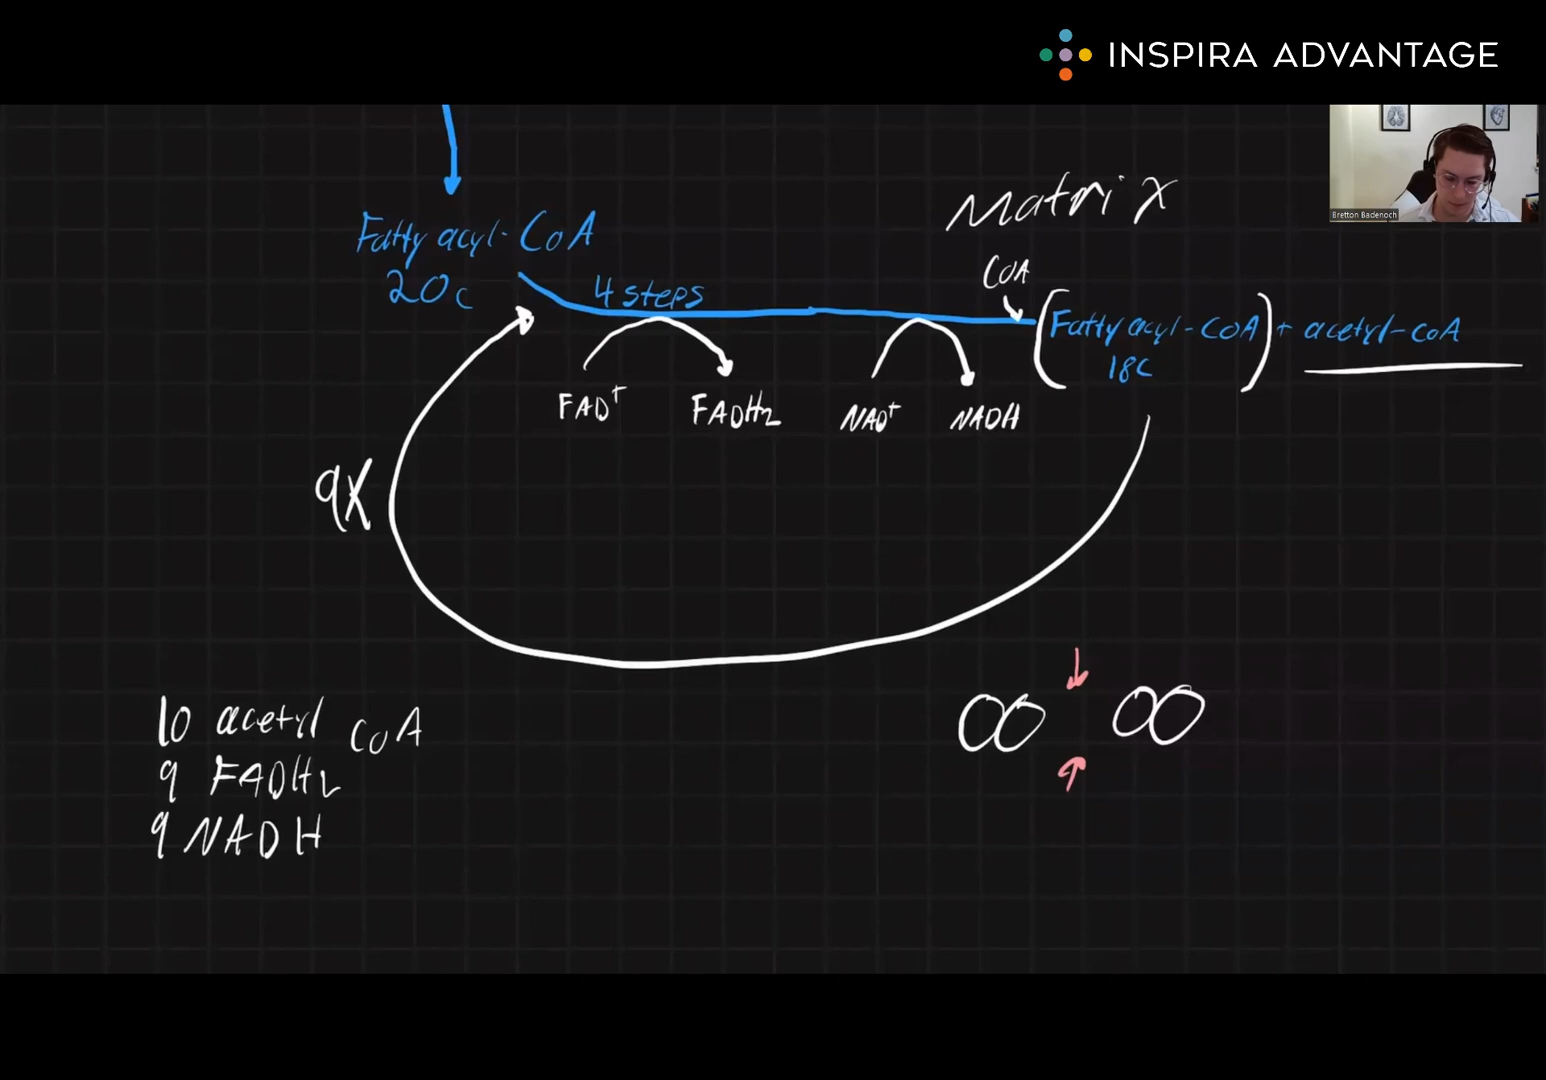 INSPIRA ADVANTAGE
Bretton Badenoch
Matrix
Fatty acyl-CoA
20c
4 steps
CoA
Fatty acyl-CoA + acetyl-CoA
18c
FAD+
FADH2
NAD+
NADH
9X
10 acetyl CoA
9 FADH2
9 NADH